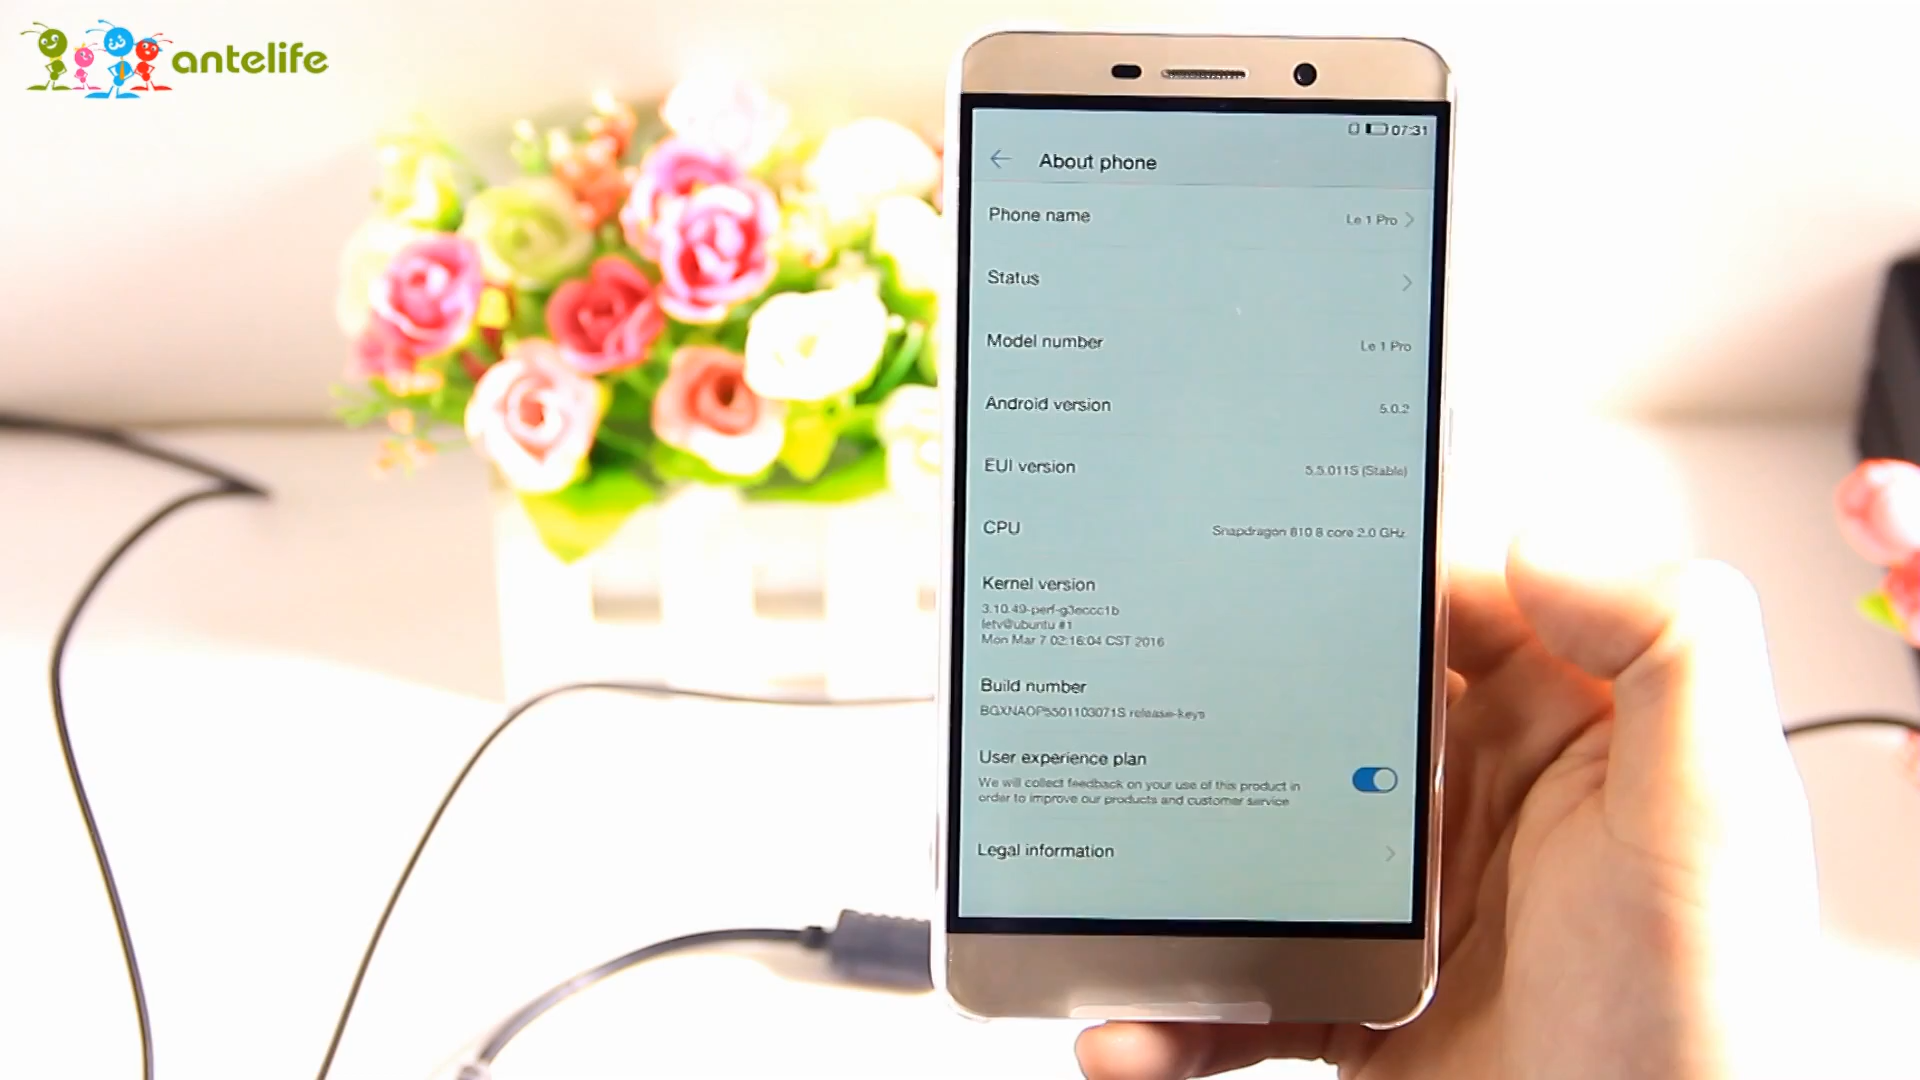 antelife
07:31
About phone
Phone name
Le 1 Pro
Status
Model number
Le 1 Pro
Android version
5.0.2
EUI version
5.5.011S (Stable)
CPU
Snapdragon 810 8 core 2.0 GHz
Kernel version
3.10.49-perf-g3eccc1b
letv@ubuntu #1
Mon Mar 7 02:16:04 CST 2016
Build number
BGXNAOP5501103071S release-keys
User experience plan
We will collect feedback on your use of this product in
order to improve our products and customer service
Legal information